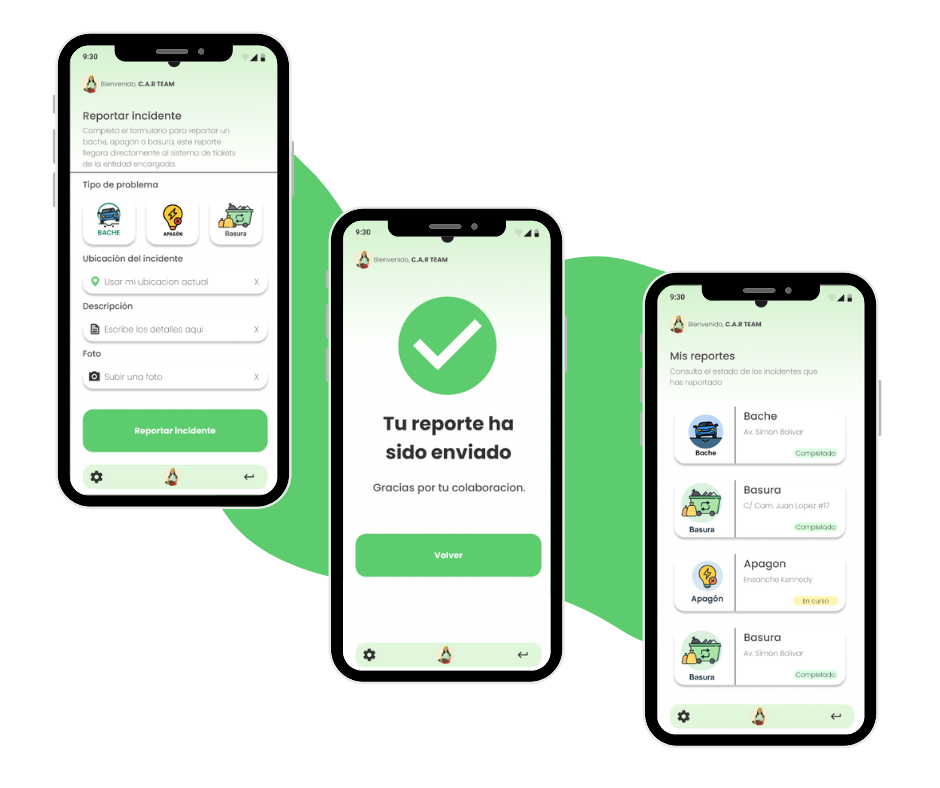 9:30
Bienvenido, C.A.R TEAM
Reportar incidente
Completa el formulario para reportar un
bache, apagón o basura, este reporte
llegara directamente al sistema de tickets
de la entidad encargada.
Tipo de problema
BACHE
APAGÓN
Basura
Ubicación del incidente
Usar mi ubicacion actual X
Descripción
Escribe los detalles aqui X
Foto
Subir una foto X
Reportar incidente
9:30
Bienvenido, C.A.R TEAM
Tu reporte ha
sido enviado
Gracias por tu colaboracion.
Volver
9:30
Bienvenido, C.A.R TEAM
Mis reportes
Consulta el estado de los incidentes que
has reportado
Bache
Bache
Av. Simon Bolivar
Completado
Basura
Basura
C/ Cam. Juan Lopez #17
Completado
Apagón
Apagon
Ensanche Kennedy
En curso
Basura
Basura
Av. Simon Bolivar
Completado